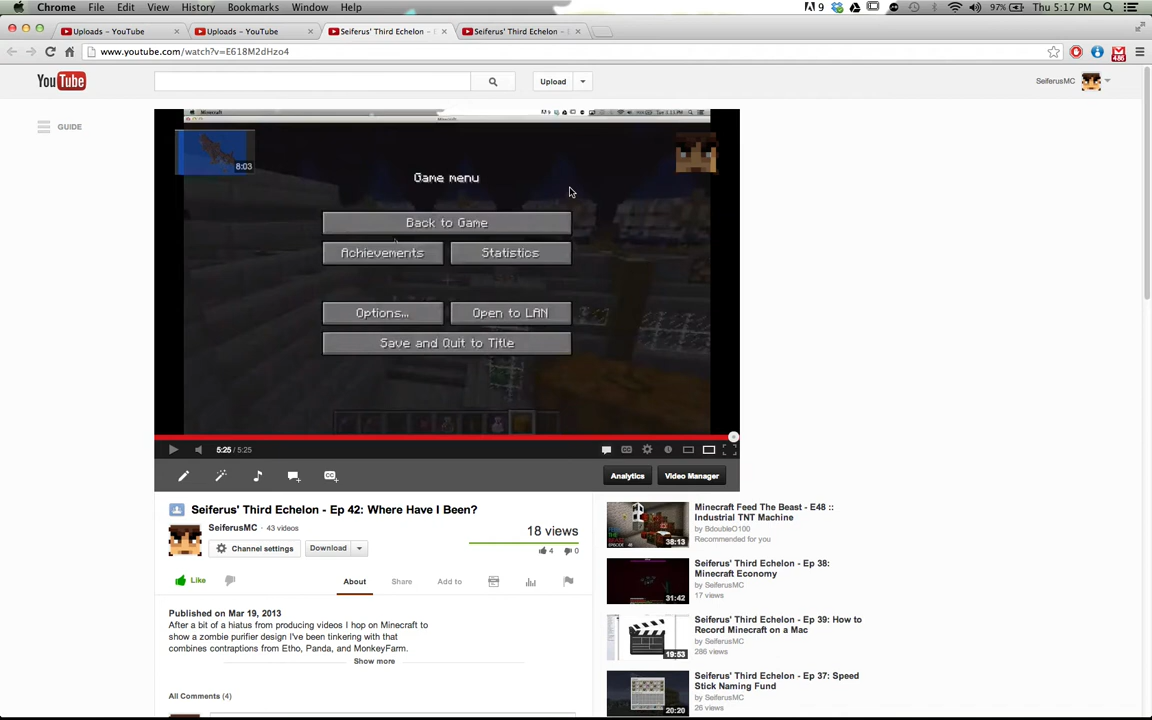 Chrome File Edit View History Bookmarks Window Help 9 97% Thu 5:17 PM
Uploads – YouTube Uploads – YouTube Seiferus' Third Echelon - Seiferus' Third Echelon -
www.youtube.com/watch?v=E618M2dHzo4
YouTube Upload SeiferusMC
GUIDE
8:03
Game menu
Back to Game
Achievements Statistics
Options... Open to LAN
Save and Quit to Title
5:25 / 5:25
Analytics Video Manager
Seiferus' Third Echelon - Ep 42: Where Have I Been?
SeiferusMC · 43 videos
18 views
Channel settings Download
4 0
Like About Share Add to
Published on Mar 19, 2013
After a bit of a hiatus from producing videos I hop on Minecraft to
show a zombie purifier design I've been tinkering with that
combines contraptions from Etho, Panda, and MonkeyFarm.
Show more
All Comments (4)
Minecraft Feed The Beast - E48 ::
Industrial TNT Machine
by BdoubleO100
Recommended for you
38:13
Seiferus' Third Echelon - Ep 38:
Minecraft Economy
by SeiferusMC
17 views
31:42
Seiferus' Third Echelon - Ep 39: How to
Record Minecraft on a Mac
by SeiferusMC
286 views
19:53
Seiferus' Third Echelon - Ep 37: Speed
Stick Naming Fund
by SeiferusMC
26 views
20:20